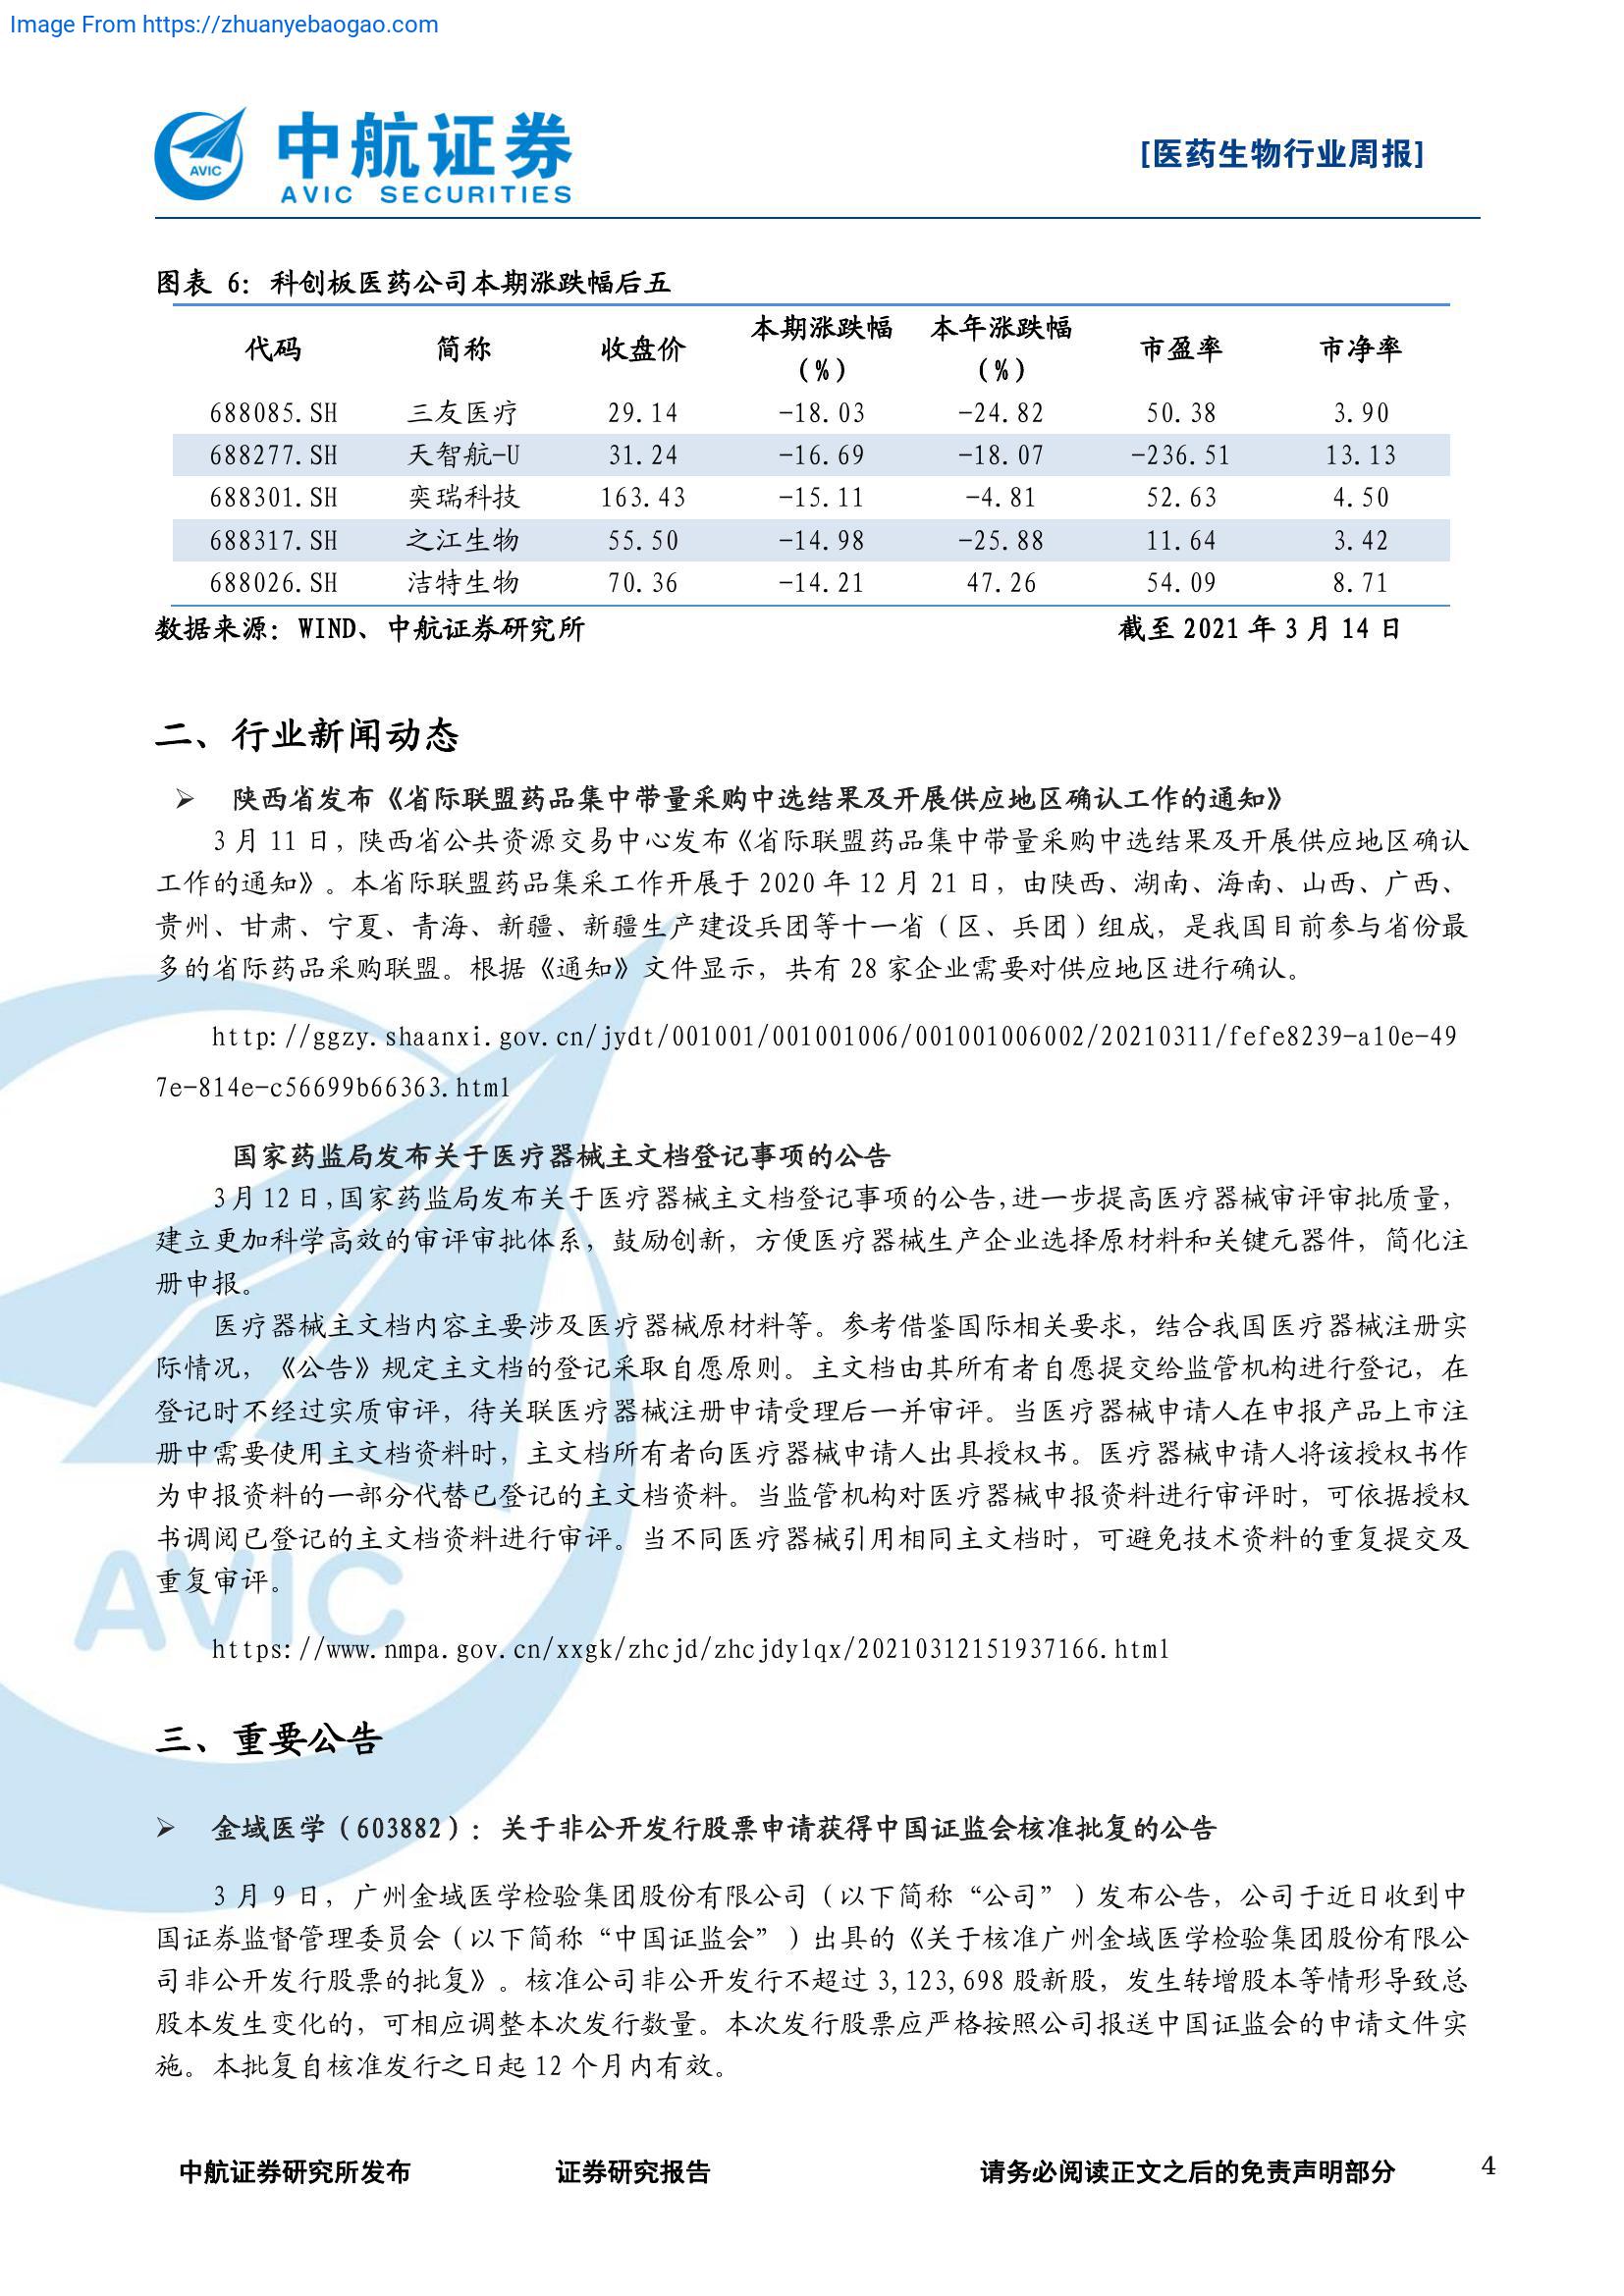 Image From https://zhuanyebaogao.com
中航证券
AVIC SECURITIES
AVIC
[医药生物行业周报]
图表 6：科创板医药公司本期涨跌幅后五
代码 简称 收盘价 本期涨跌幅（%） 本年涨跌幅（%） 市盈率 市净率
688085.SH 三友医疗 29.14 -18.03 -24.82 50.38 3.90
688277.SH 天智航-U 31.24 -16.69 -18.07 -236.51 13.13
688301.SH 奕瑞科技 163.43 -15.11 -4.81 52.63 4.50
688317.SH 之江生物 55.50 -14.98 -25.88 11.64 3.42
688026.SH 洁特生物 70.36 -14.21 47.26 54.09 8.71
数据来源：WIND、中航证券研究所 截至 2021 年 3 月 14 日
二、行业新闻动态
➢ 陕西省发布《省际联盟药品集中带量采购中选结果及开展供应地区确认工作的通知》
3 月 11 日，陕西省公共资源交易中心发布《省际联盟药品集中带量采购中选结果及开展供应地区确认
工作的通知》。本省际联盟药品集采工作开展于 2020 年 12 月 21 日，由陕西、湖南、海南、山西、广西、
贵州、甘肃、宁夏、青海、新疆、新疆生产建设兵团等十一省（区、兵团）组成，是我国目前参与省份最
多的省际药品采购联盟。根据《通知》文件显示，共有 28 家企业需要对供应地区进行确认。
http://ggzy.shaanxi.gov.cn/jydt/001001/001001006/001001006002/20210311/fefe8239-a10e-49
7e-814e-c56699b66363.html
国家药监局发布关于医疗器械主文档登记事项的公告
3月12日,国家药监局发布关于医疗器械主文档登记事项的公告,进一步提高医疗器械审评审批质量，
建立更加科学高效的审评审批体系，鼓励创新，方便医疗器械生产企业选择原材料和关键元器件，简化注
册申报。
医疗器械主文档内容主要涉及医疗器械原材料等。参考借鉴国际相关要求，结合我国医疗器械注册实
际情况，《公告》规定主文档的登记采取自愿原则。主文档由其所有者自愿提交给监管机构进行登记，在
登记时不经过实质审评，待关联医疗器械注册申请受理后一并审评。当医疗器械申请人在申报产品上市注
册中需要使用主文档资料时，主文档所有者向医疗器械申请人出具授权书。医疗器械申请人将该授权书作
为申报资料的一部分代替已登记的主文档资料。当监管机构对医疗器械申报资料进行审评时，可依据授权
书调阅已登记的主文档资料进行审评。当不同医疗器械引用相同主文档时，可避免技术资料的重复提交及
重复审评。
AVIC
https://www.nmpa.gov.cn/xxgk/zhcjd/zhcjdylqx/20210312151937166.html
三、重要公告
➢ 金域医学（603882）：关于非公开发行股票申请获得中国证监会核准批复的公告
3 月 9 日，广州金域医学检验集团股份有限公司（以下简称“公司”）发布公告，公司于近日收到中
国证券监督管理委员会（以下简称“中国证监会”）出具的《关于核准广州金域医学检验集团股份有限公
司非公开发行股票的批复》。核准公司非公开发行不超过 3,123,698 股新股，发生转增股本等情形导致总
股本发生变化的，可相应调整本次发行数量。本次发行股票应严格按照公司报送中国证监会的申请文件实
施。本批复自核准发行之日起 12 个月内有效。
中航证券研究所发布 证券研究报告 请务必阅读正文之后的免责声明部分 4